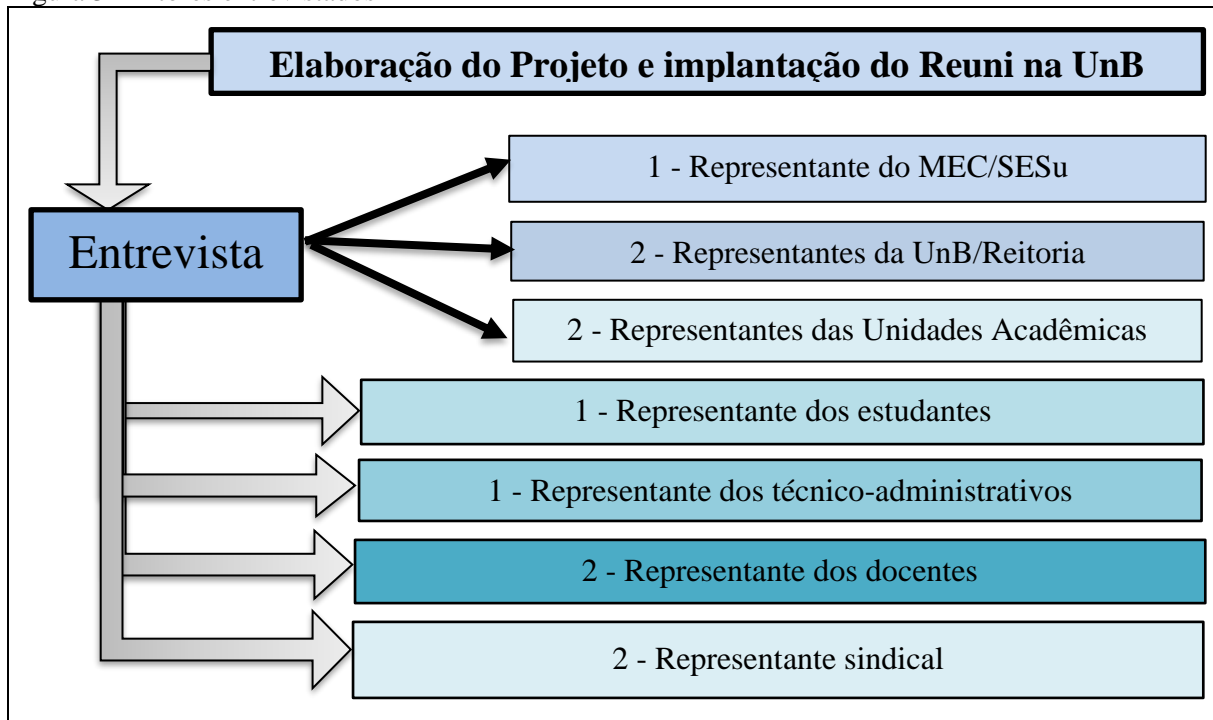 Elaboração do Projeto e implantação do Reuni na UnB
1 - Representante do MEC/SESu
Entrevista
2 - Representantes da UnB/Reitoria
2 - Representantes das Unidades Acadêmicas
1 - Representante dos estudantes
1 - Representante dos técnico-administrativos
2 - Representante dos docentes
2 - Representante sindical